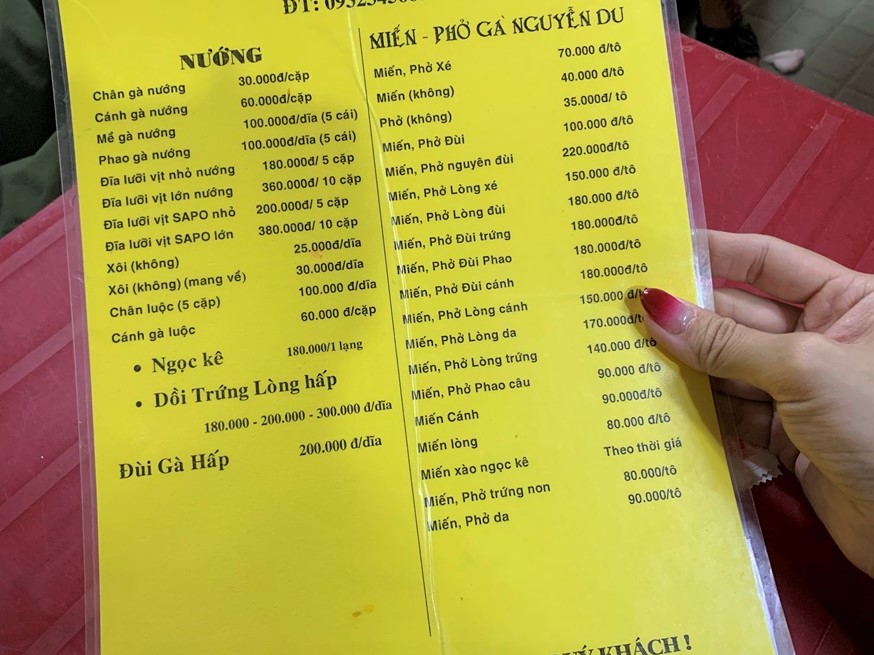 ĐT:
NƯỚNG
Chân gà nướng 30.000đ/cặp
Cánh gà nướng 60.000đ/cặp
Mề gà nướng 100.000đ/dĩa (5 cái)
Phao gà nướng 100.000đ/dĩa (5 cái)
Đĩa lưỡi vịt nhỏ nướng 180.000đ/ 5 cặp
Đĩa lưỡi vịt lớn nướng 360.000đ/ 10 cặp
Đĩa lưỡi vịt SAPO nhỏ 200.000đ/ 5 cặp
Đĩa lưỡi vịt SAPO lớn 380.000đ/ 10 cặp
Xôi (không) 25.000đ/dĩa
Xôi (không) (mang về) 30.000đ/dĩa
Chân luộc (5 cặp) 100.000 đ/dĩa
Cánh gà luộc 60.000 đ/cặp
• Ngọc kê 180.000/1 lạng
• Dồi Trứng Lòng hấp
180.000 - 200.000 - 300.000 đ/dĩa
Đùi Gà Hấp 200.000 đ/dĩa
MIẾN - PHỞ GÀ NGUYỄN DU
Miến, Phở Xé 70.000 đ/tô
Miến (không) 40.000 đ/tô
Phở (không) 35.000đ/ tô
Miến, Phở Đùi 100.000 đ/tô
Miến, Phở nguyên đùi 220.000đ/tô
Miến, Phở Lòng xé 150.000 đ/tô
Miến, Phở Lòng đùi 180.000 đ/tô
Miến, Phở Đùi trứng 180.000 đ/tô
Miến, Phở Đùi Phao 180.000đ/tô
Miến, Phở Đùi cánh 180.000đ/tô
Miến, Phở Lòng cánh 150.000
Miến, Phở Lòng da 170.000đ/
Miến, Phở Lòng trứng 140.000 đ/tô
Miến, Phở Phao câu 90.000 đ/tô
Miến Cánh 90.000đ/tô
Miến lòng 80.000 đ/tô
Miến xào ngọc kê Theo thời giá
Miến, Phở trứng non 80.000/tô
Miến, Phở da 90.000/tô
KHÁCH !